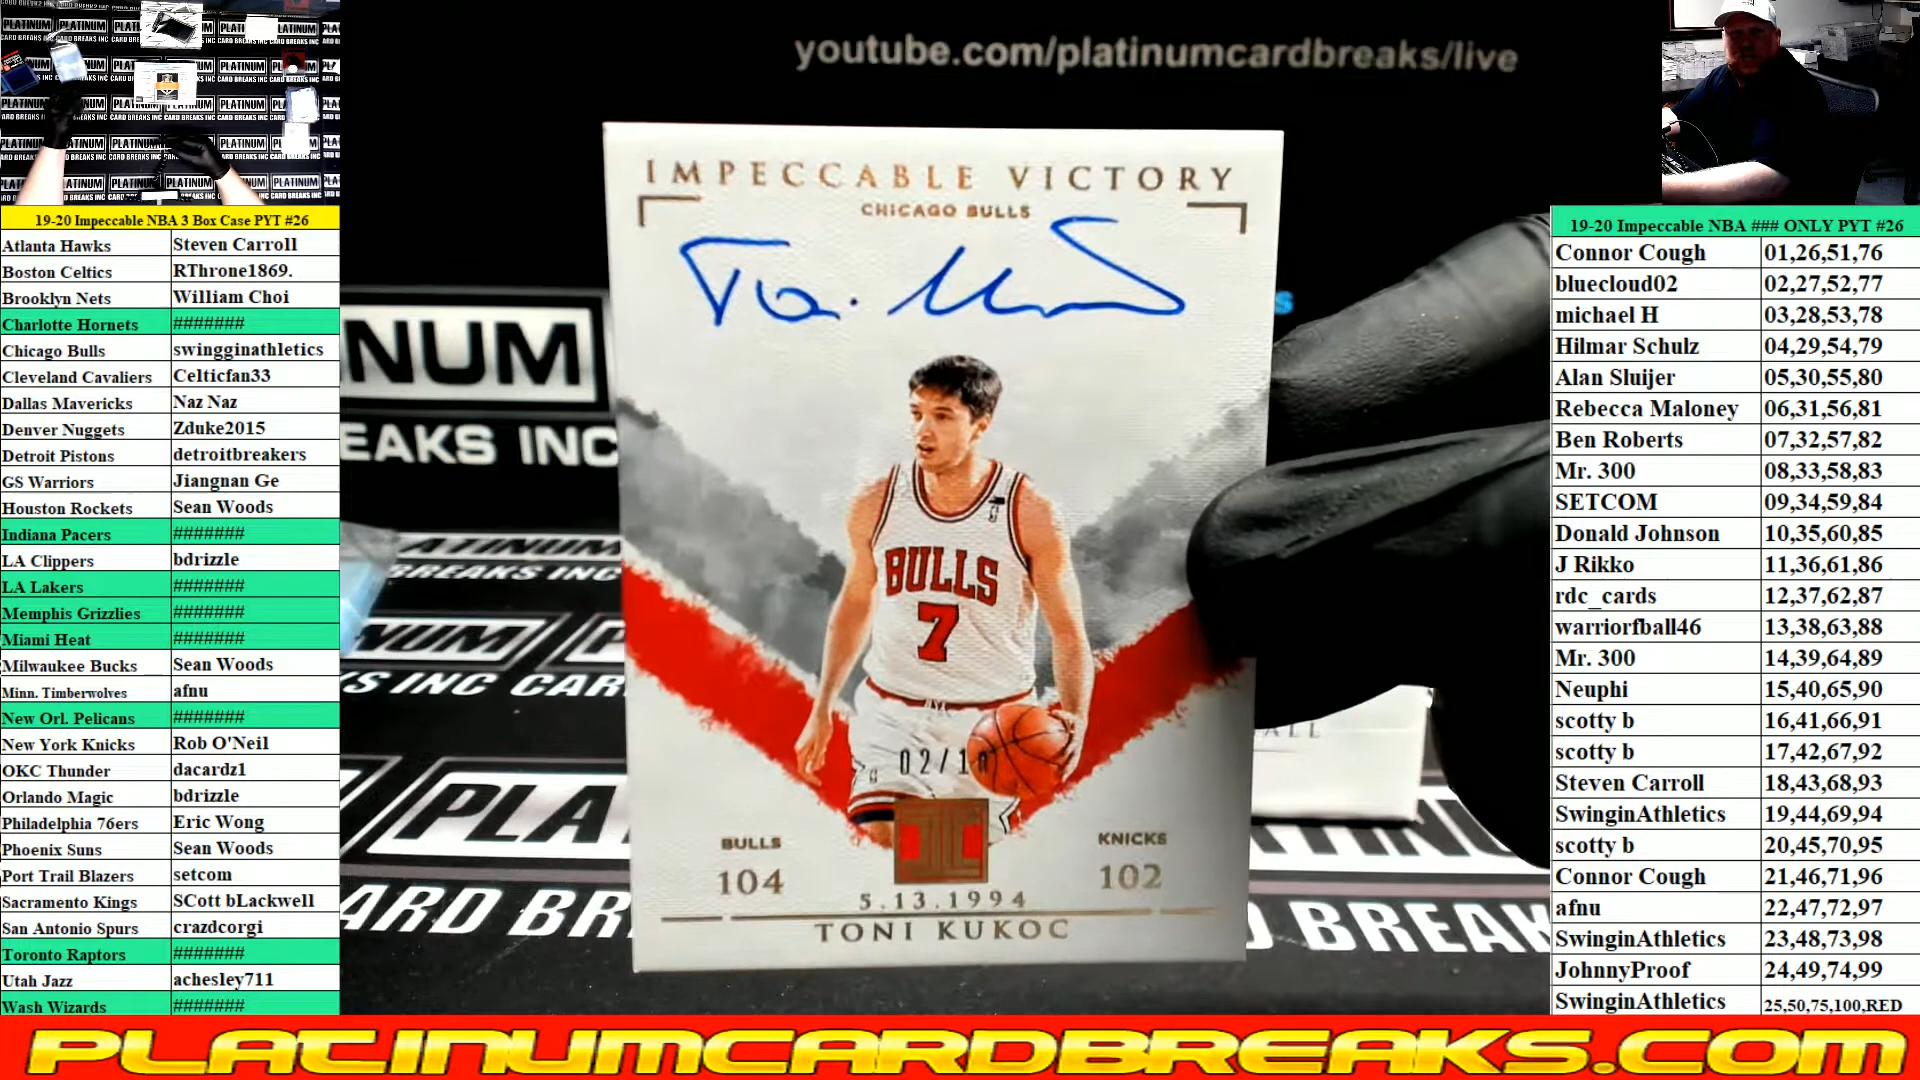 youtube.com/platinumcardbreaks/live
IMPECCABLE VICTORY
CHICAGO BULLS
BULLS
7
02/10
BULLS
104
KNICKS
102
5.13.1994
TONI KUKOC
19-20 Impeccable NBA 3 Box Case PYT #26
Atlanta Hawks Steven Carroll
Boston Celtics RThrone1869.
Brooklyn Nets William Choi
Charlotte Hornets #######
Chicago Bulls swingginathletics
Cleveland Cavaliers Celticfan33
Dallas Mavericks Naz Naz
Denver Nuggets Zduke2015
Detroit Pistons detroitbreakers
GS Warriors Jiangnan Ge
Houston Rockets Sean Woods
Indiana Pacers #######
LA Clippers bdrizzle
LA Lakers #######
Memphis Grizzlies #######
Miami Heat #######
Milwaukee Bucks Sean Woods
Minn. Timberwolves afnu
New Orl. Pelicans #######
New York Knicks Rob O'Neil
OKC Thunder dacardz1
Orlando Magic bdrizzle
Philadelphia 76ers Eric Wong
Phoenix Suns Sean Woods
Port Trail Blazers setcom
Sacramento Kings SCott bLackwell
San Antonio Spurs crazdcorgi
Toronto Raptors #######
Utah Jazz achesley711
Wash Wizards #######
19-20 Impeccable NBA ### ONLY PYT #26
Connor Cough 01,26,51,76
bluecloud02 02,27,52,77
michael H 03,28,53,78
Hilmar Schulz 04,29,54,79
Alan Sluijer 05,30,55,80
Rebecca Maloney 06,31,56,81
Ben Roberts 07,32,57,82
Mr. 300 08,33,58,83
SETCOM 09,34,59,84
Donald Johnson 10,35,60,85
J Rikko 11,36,61,86
rdc_cards 12,37,62,87
warriorfball46 13,38,63,88
Mr. 300 14,39,64,89
Neuphi 15,40,65,90
scotty b 16,41,66,91
scotty b 17,42,67,92
Steven Carroll 18,43,68,93
SwinginAthletics 19,44,69,94
scotty b 20,45,70,95
Connor Cough 21,46,71,96
afnu 22,47,72,97
SwinginAthletics 23,48,73,98
JohnnyProof 24,49,74,99
SwinginAthletics 25,50,75,100,RED
PLATINUMCARDBREAKS.COM